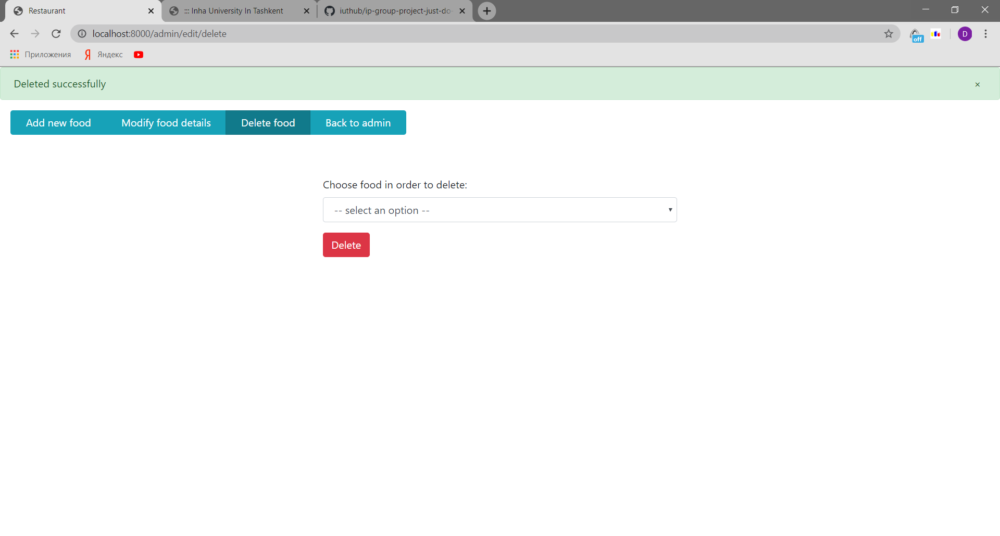 Restaurant
::: Inha University In Tashkent
iuthub/ip-group-project-just-do-
localhost:8000/admin/edit/delete
off
D
Приложения
Яндекс
Deleted successfully
×
Add new food
Modify food details
Delete food
Back to admin
Choose food in order to delete:
-- select an option --
Delete